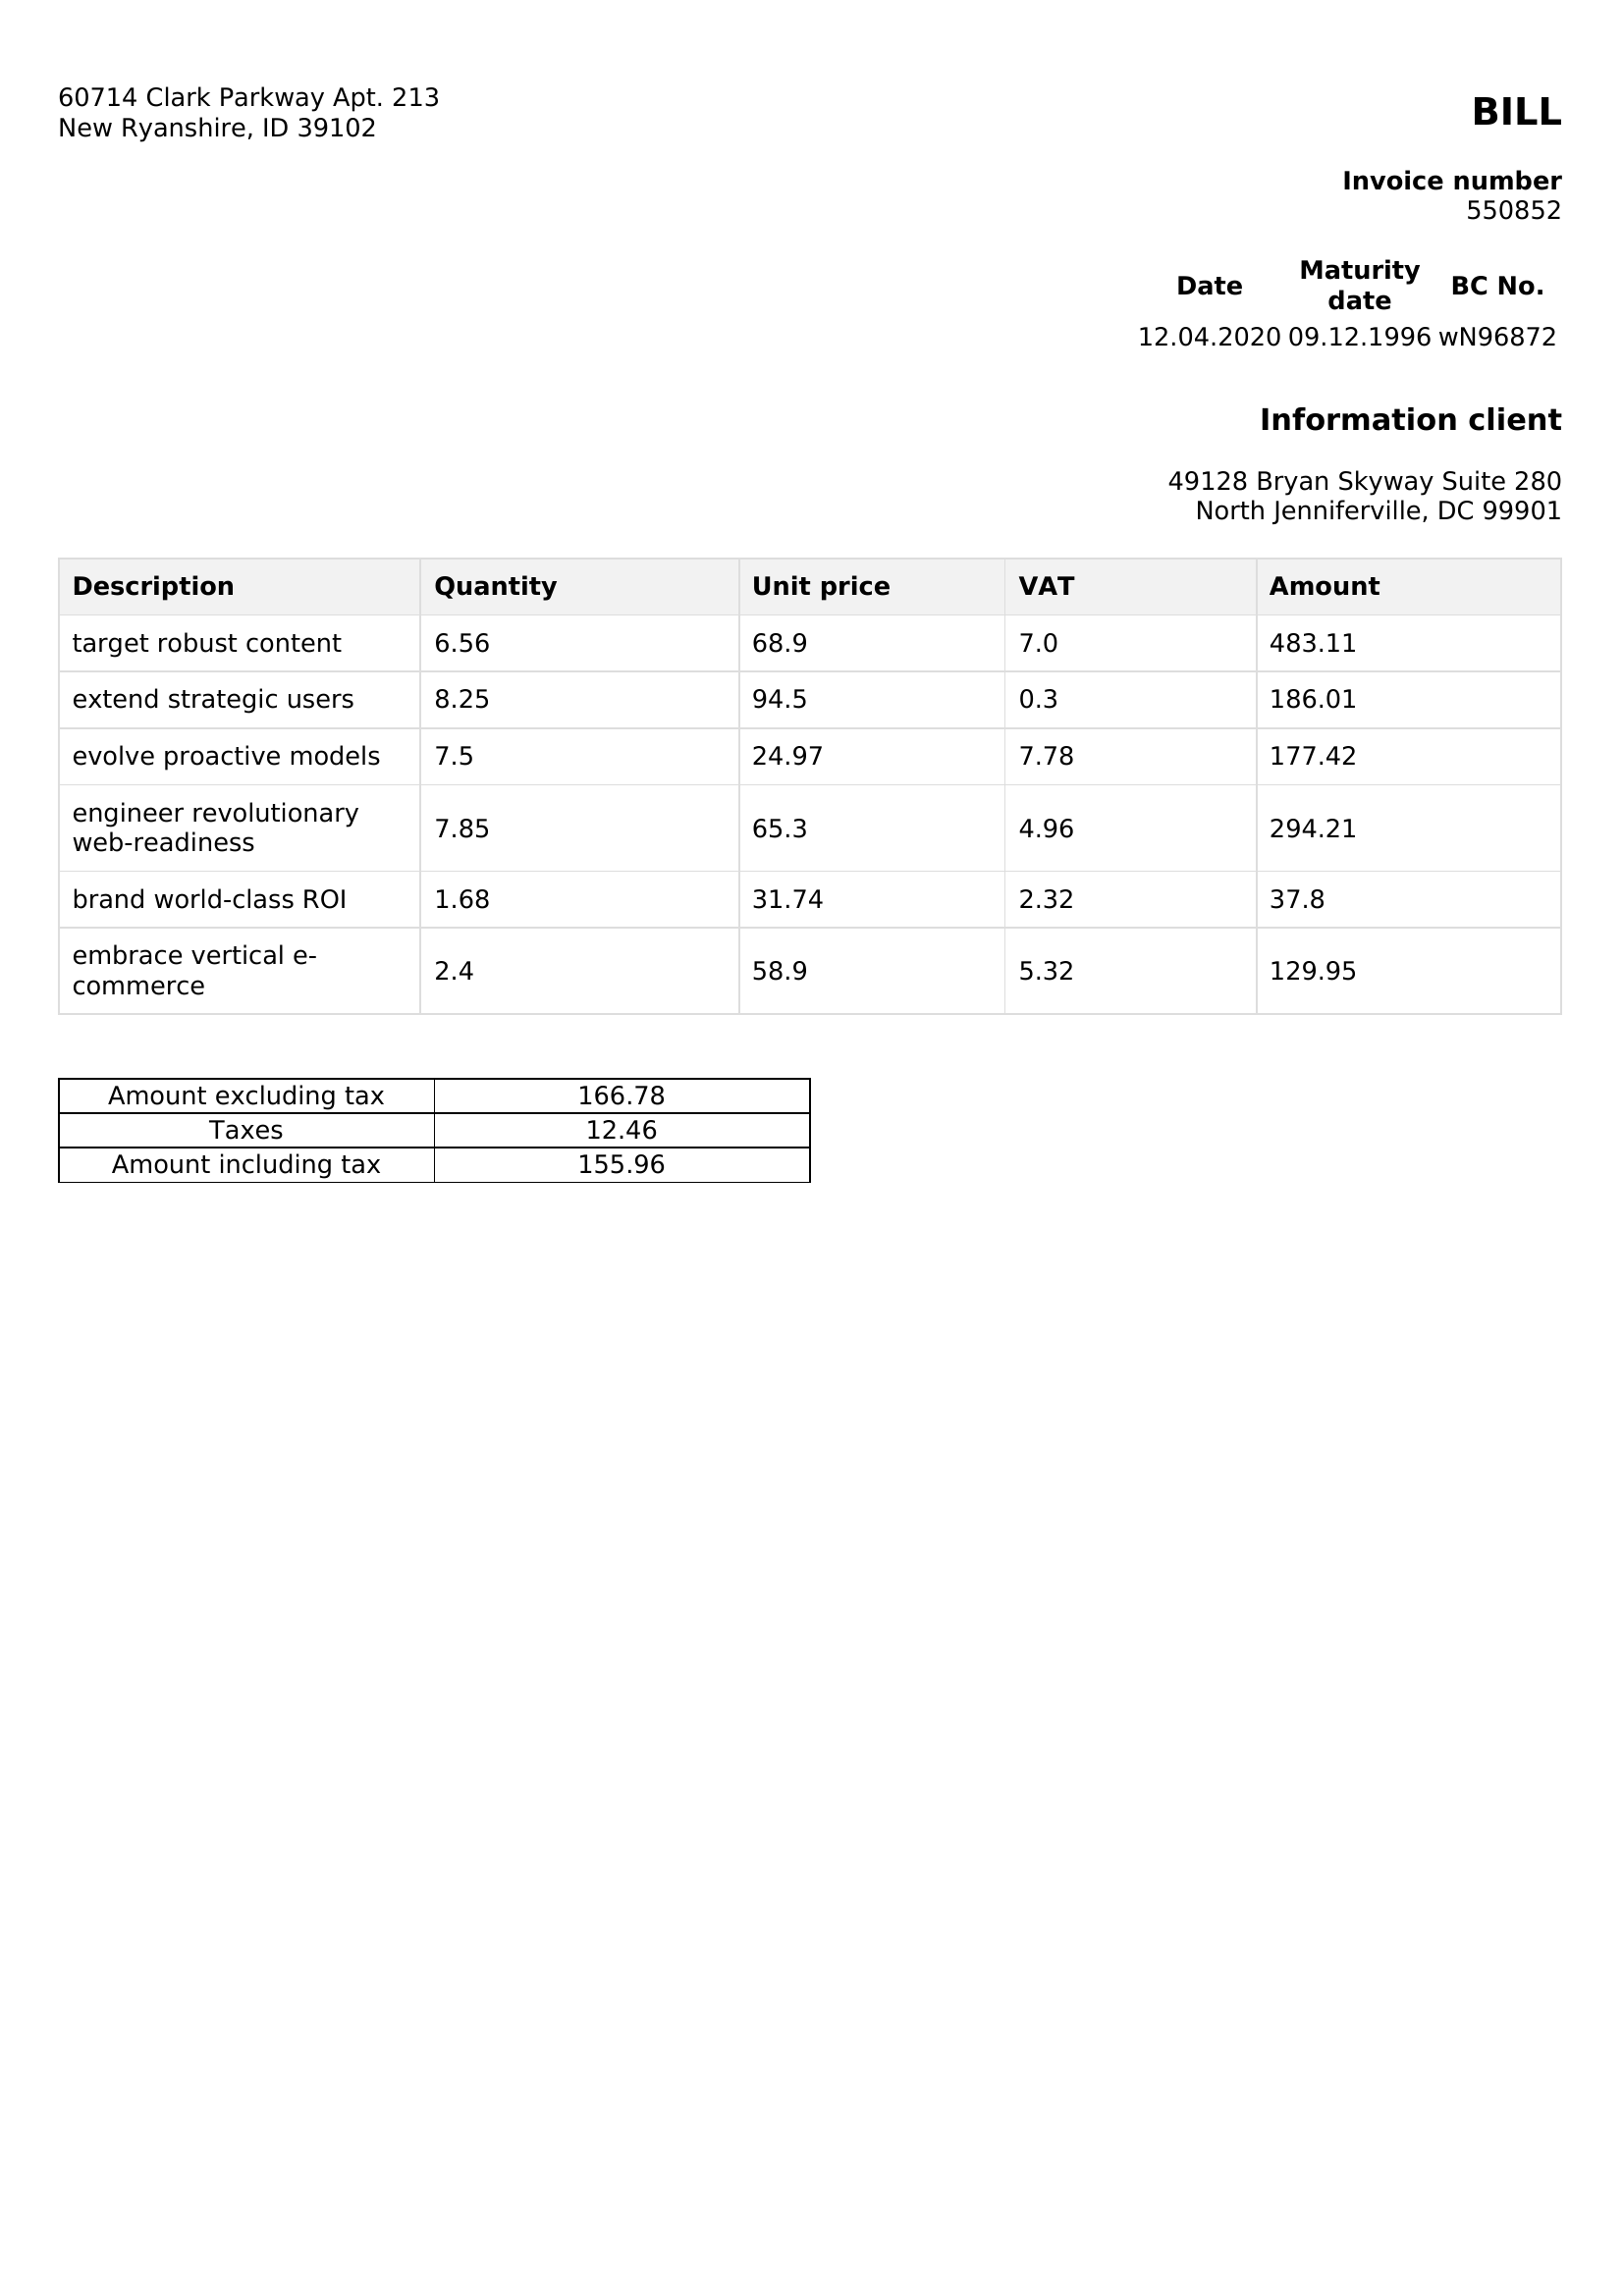 60714 Clark Parkway Apt. 213
New Ryanshire, ID 39102
BILL
Invoice number
550852
Date Maturity date BC No.
12.04.2020 09.12.1996 wN96872
Information client
49128 Bryan Skyway Suite 280
North Jenniferville, DC 99901
Description Quantity Unit price VAT Amount
target robust content 6.56 68.9 7.0 483.11
extend strategic users 8.25 94.5 0.3 186.01
evolve proactive models 7.5 24.97 7.78 177.42
engineer revolutionary
web-readiness 7.85 65.3 4.96 294.21
brand world-class ROI 1.68 31.74 2.32 37.8
embrace vertical e-
commerce 2.4 58.9 5.32 129.95
Amount excluding tax 166.78
Taxes 12.46
Amount including tax 155.96